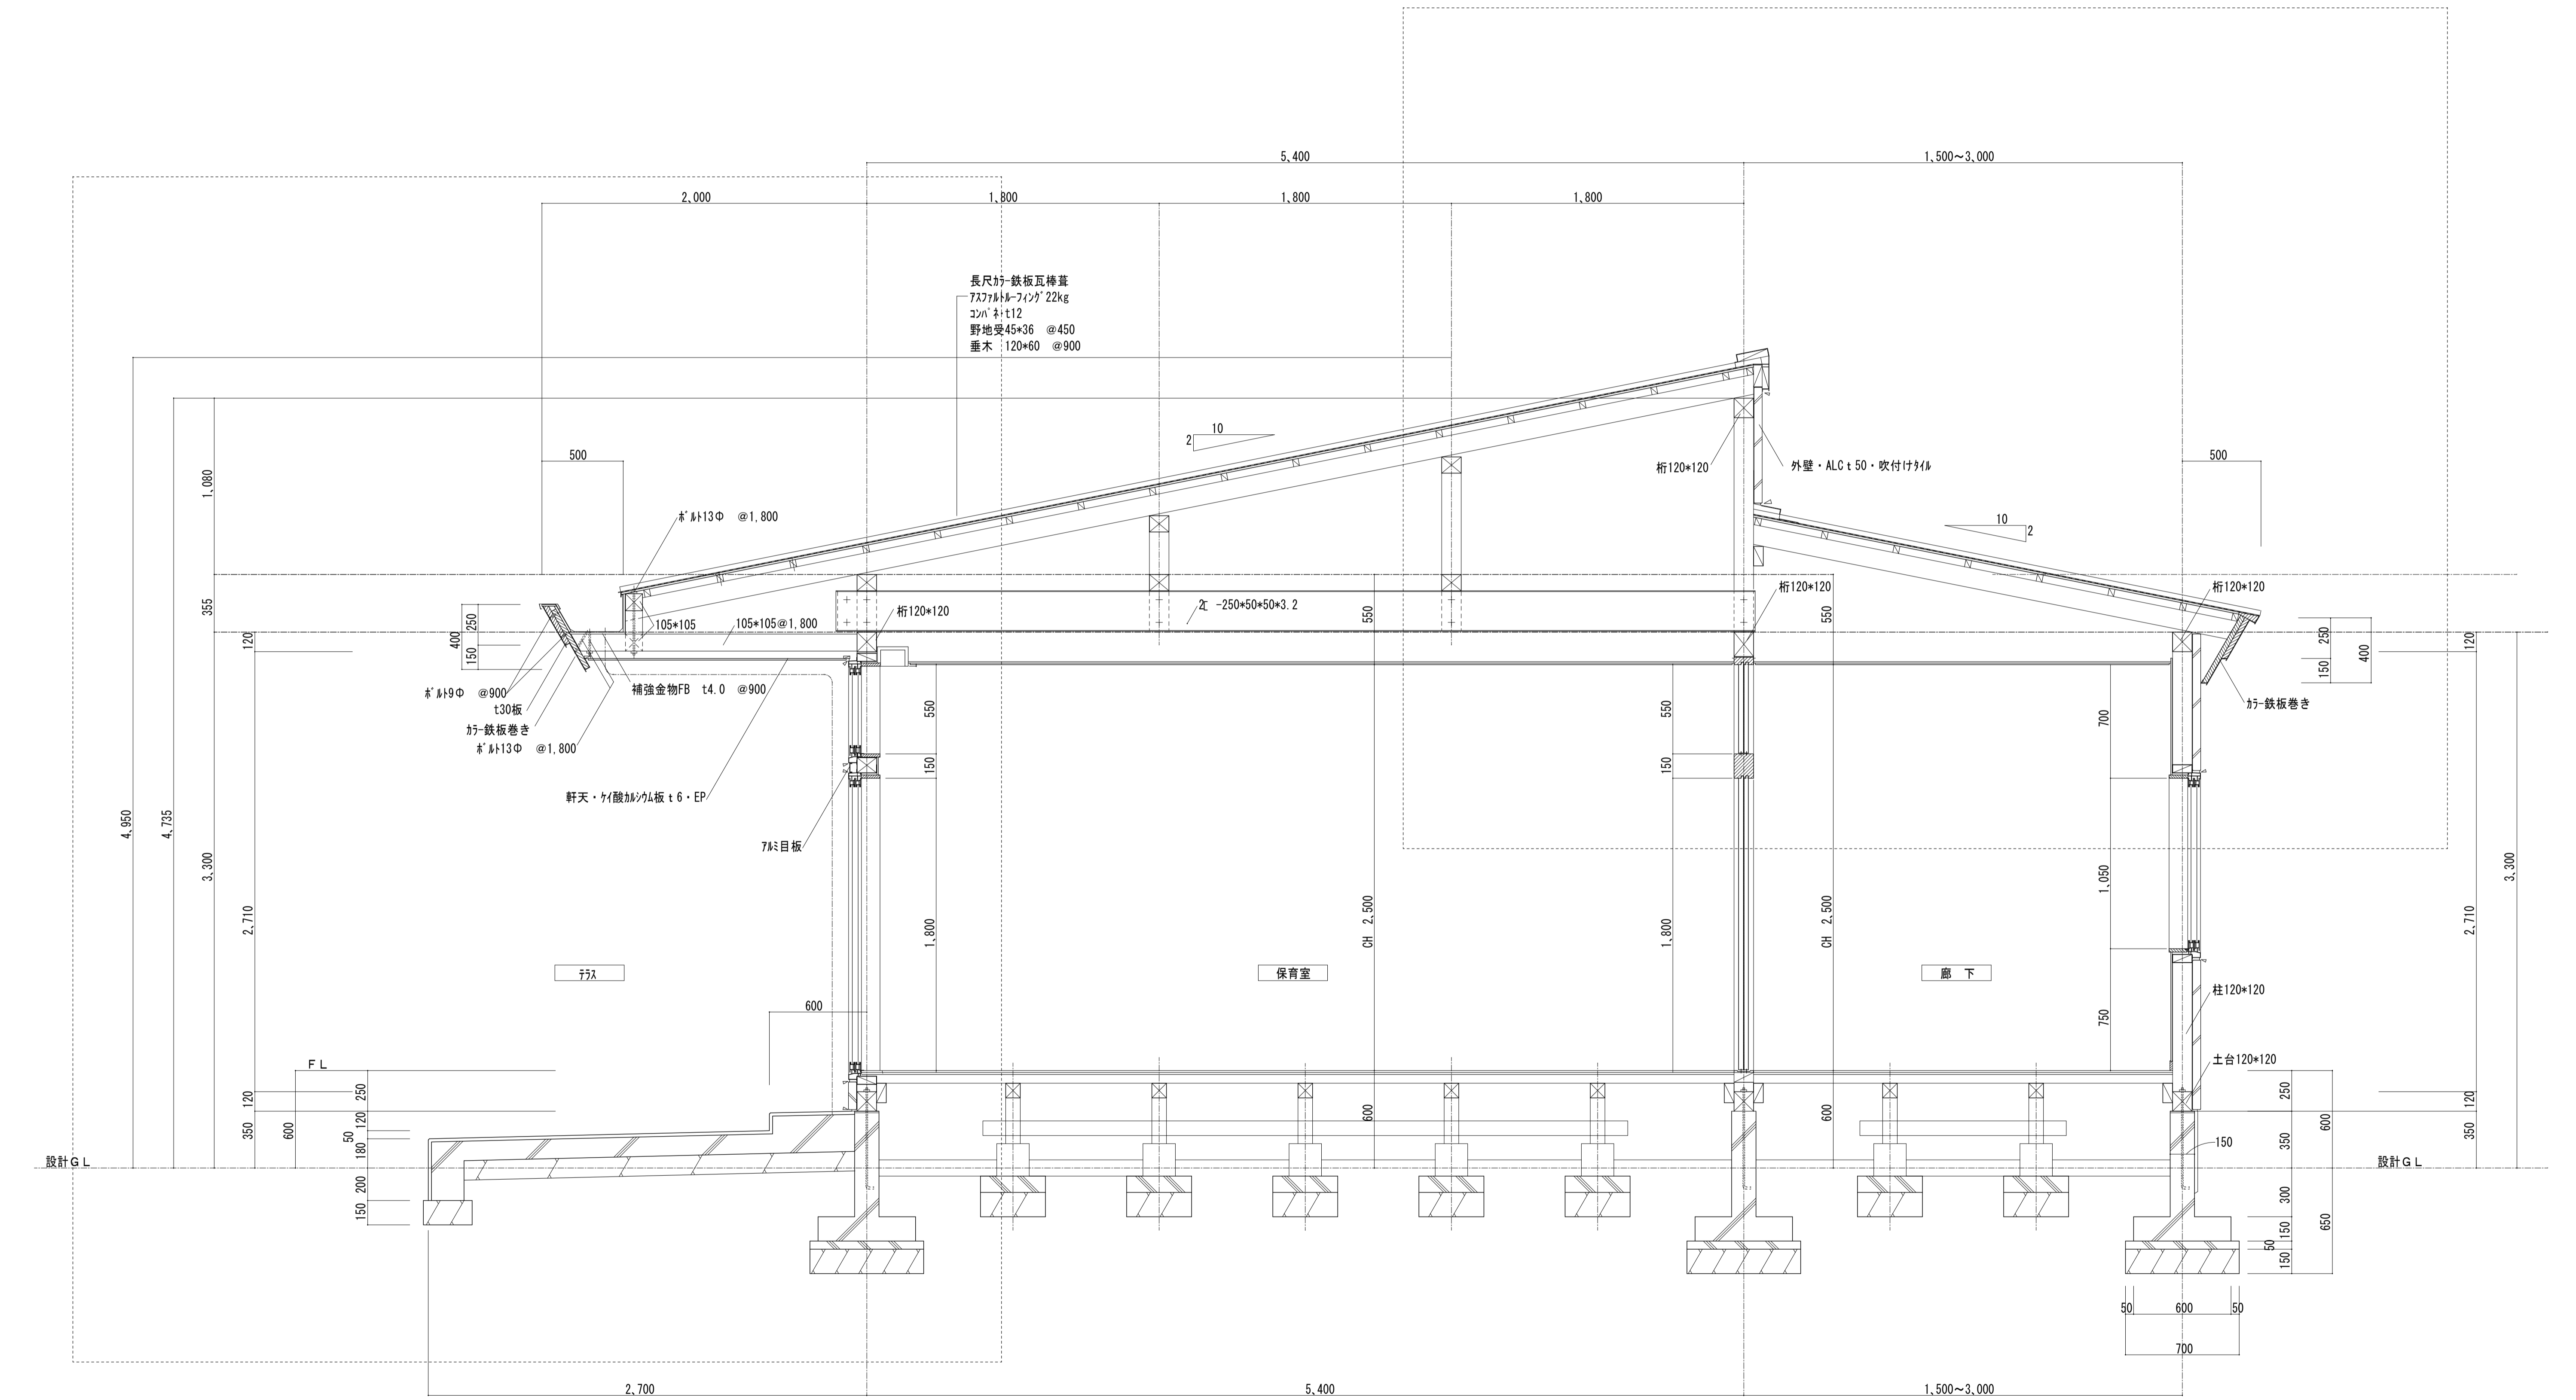 5,400
1,500～3,000
2,000
1,800
1,800
1,800
長尺ｶﾗｰ鉄板瓦棒葺
ｱｽﾌｧﾙﾄﾙｰﾌｨﾝｸﾞ22kg
ｺﾝﾊﾟﾈｰt12
野地受45*36　@450
垂木　120*60　@900
10
2
500
桁120*120
外壁・ALCｔ50・吹付けﾀｲﾙ
500
1,080
ﾎﾞﾙﾄ13Φ　@1,800
10
2
355
250
400
150
120
105*105
105*105@1,800
桁120*120
2[ -250*50*50*3.2
550
550
桁120*120
桁120*120
250
400
150
120
ﾎﾞﾙﾄ9Φ　@900
補強金物FB　t4.0　@900
t30板
ｶﾗｰ鉄板巻き
ﾎﾞﾙﾄ13Φ　@1,800
550
550
700
ｶﾗｰ鉄板巻き
150
150
軒天・ｹｲ酸ｶﾙｼｳﾑ板ｔ6・EP
ｱﾙﾐ目板
4,950
4,735
3,300
2,710
1,800
CH　2,500
1,800
CH　2,500
1,050
2,710
3,300
ﾃﾗｽ
保育室
廊　下
柱120*120
600
750
ＦＬ
土台120*120
250
120
120
350
600
50
180
600
600
250
120
600
350
350
150
設計ＧＬ
設計ＧＬ
200
150
300
150
50
150
650
50
600
50
700
2,700
5,400
1,500～3,000